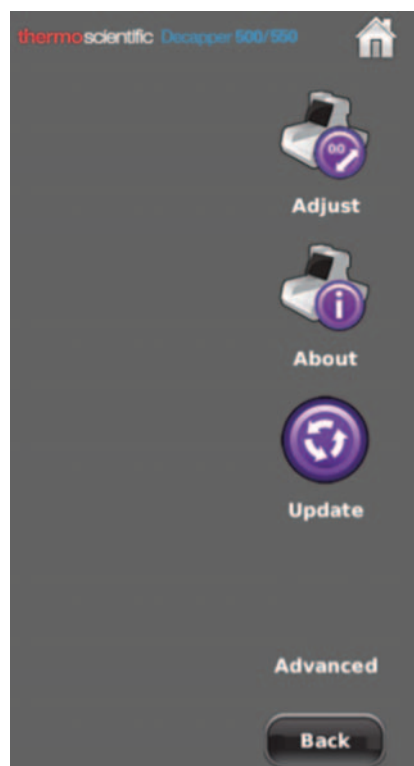 thermoscientific Decapper 500/550
Adjust
About
Update
Advanced
Back